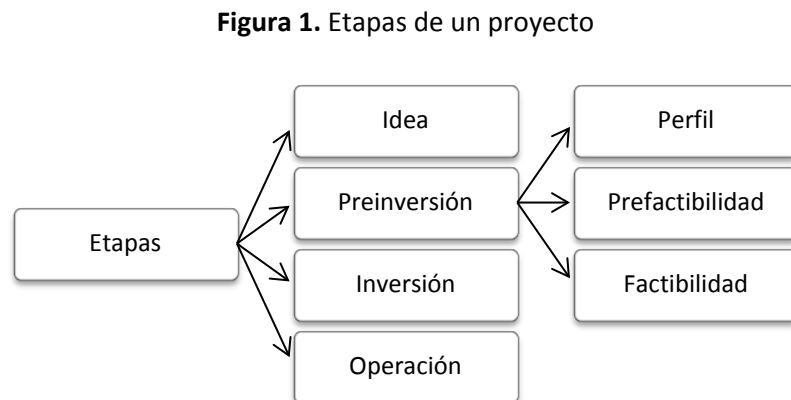 Figura 1. Etapas de un proyecto
Etapas
Idea
Preinversión
Inversión
Operación
Perfil
Prefactibilidad
Factibilidad